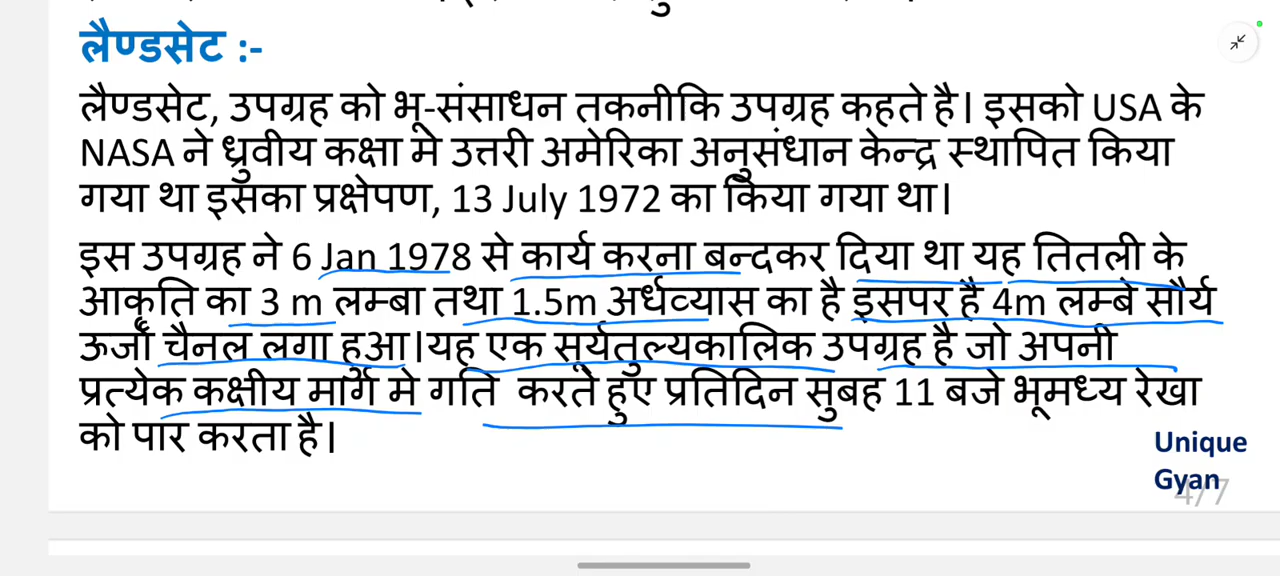 लैण्डसेट :-
लैण्डसेट, उपग्रह को भू-संसाधन तकनीकि उपग्रह कहते है। इसको USA के
NASA ने ध्रुवीय कक्षा मे उत्तरी अमेरिका अनुसंधान केन्द्र स्थापित किया
गया था इसका प्रक्षेपण, 13 July 1972 का किया गया था।
इस उपग्रह ने 6 Jan 1978 से कार्य करना बन्दकर दिया था यह तितली के
आकृति का 3 m लम्बा तथा 1.5m अर्धव्यास का है इसपर है 4m लम्बे सौर्य
ऊर्जा चैनल लगा हुआ।यह एक सूर्यतुल्यकालिक उपग्रह है जो अपनी
प्रत्येक कक्षीय मार्ग मे गति करते हुए प्रतिदिन सुबह 11 बजे भूमध्य रेखा
को पार करता है।
Unique
Gyan
4/7